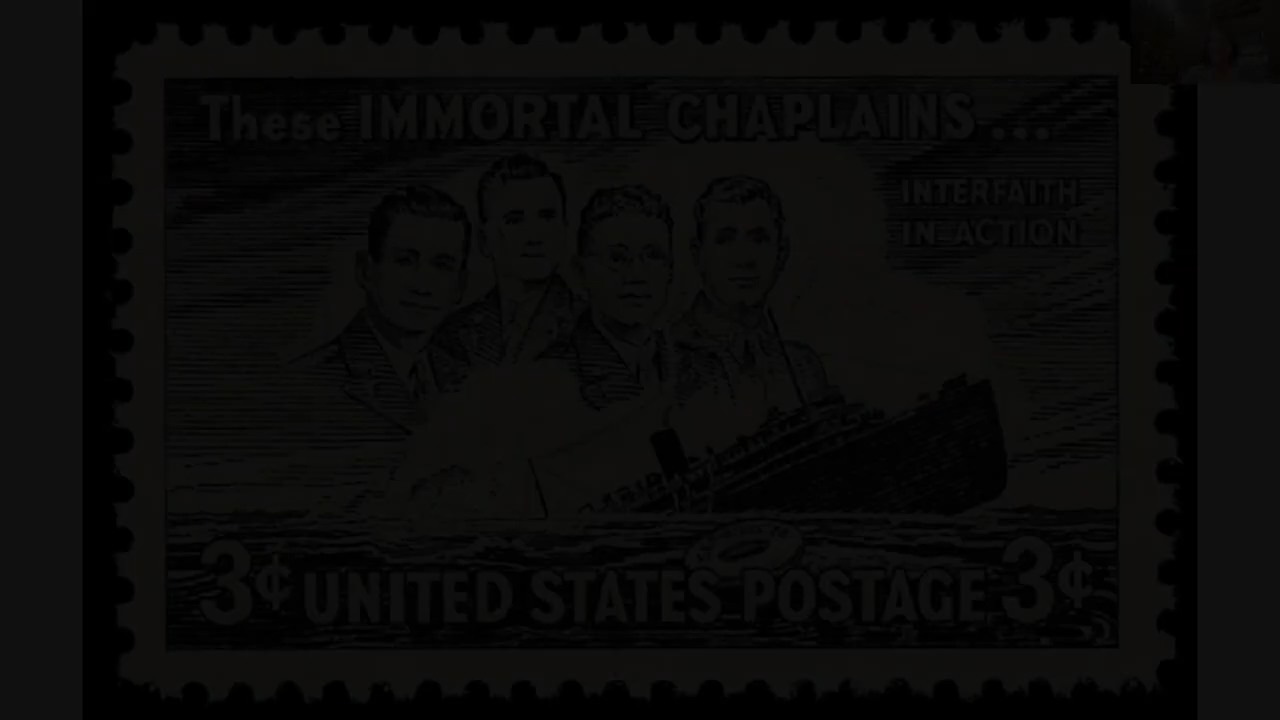 These IMMORTAL CHAPLAINS...
INTERFAITH
IN ACTION
3¢ UNITED STATES POSTAGE 3¢